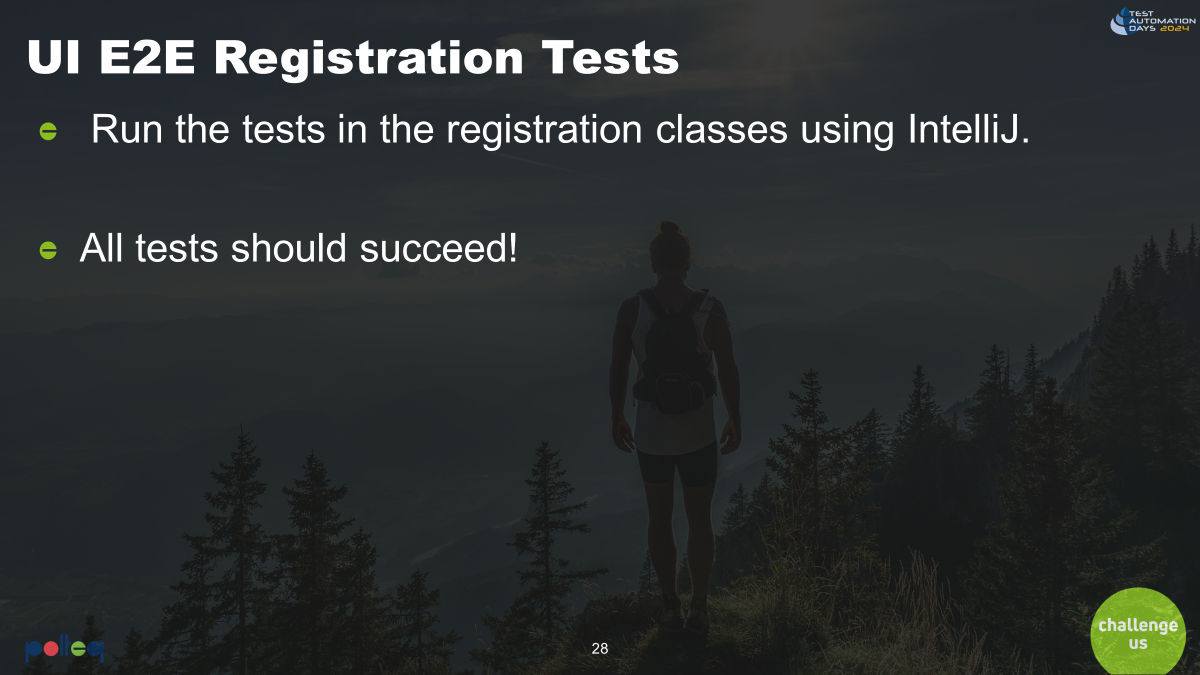 TEST
AUTOMATION
DAYS 2024
UI E2E Registration Tests
Run the tests in the registration classes using IntelliJ.
All tests should succeed!
polteq
28
challenge
us